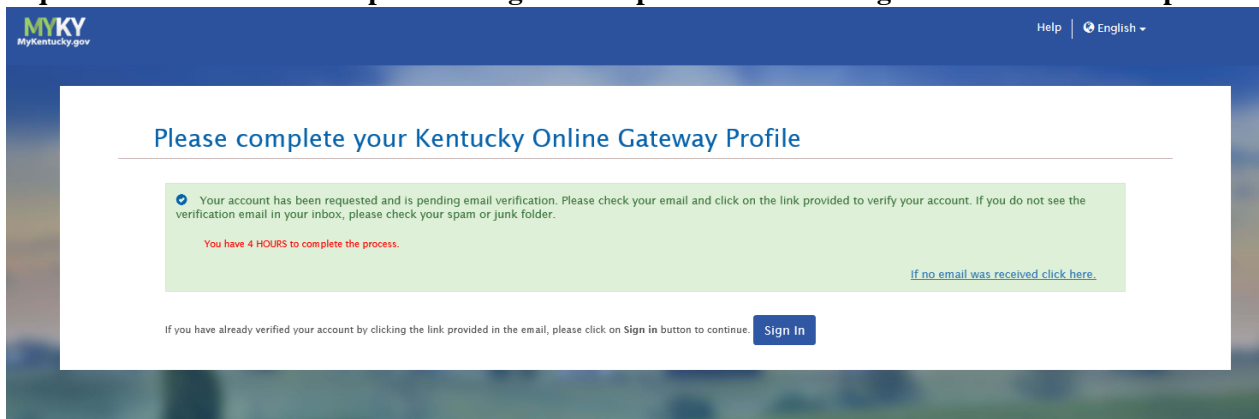 MYKY
MyKentucky.gov
Help
English
Please complete your Kentucky Online Gateway Profile
Your account has been requested and is pending email verification. Please check your email and click on the link provided to verify your account. If you do not see the
verification email in your inbox, please check your spam or junk folder.
You have 4 HOURS to complete the process.
If no email was received click here.
If you have already verified your account by clicking the link provided in the email, please click on Sign in button to continue. Sign In